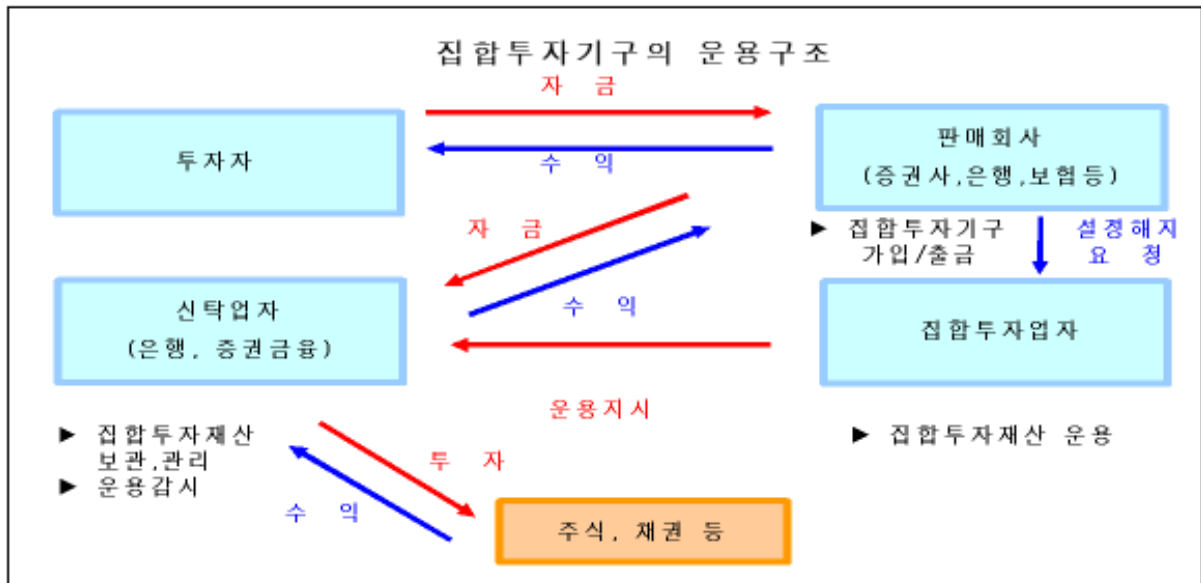 집합투자기구의 운용구조
자 금
투자자
수 익
판매회사
(증권사,은행,보험등)
자 금
► 집합투자기구
가입/출금
설정해지
요 청
신탁업자
(은행, 증권금융)
수 익
집합투자업자
운용지시
► 집합투자재산
보관,관리
► 운용감시
► 집합투자재산 운용
투 자
수 익
주식, 채권 등